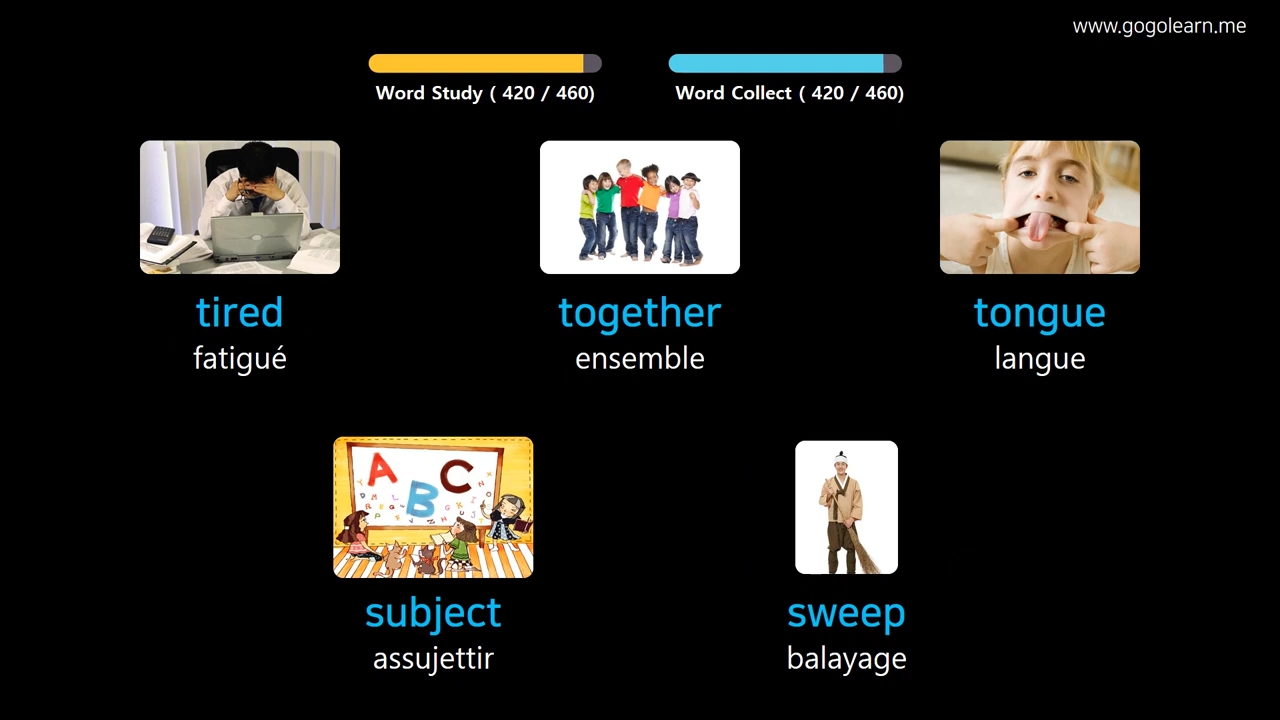 www.gogolearn.me
Word Study ( 420 / 460)
Word Collect ( 420 / 460)
tired
fatigué
together
ensemble
tongue
langue
A B C
subject
assujettir
sweep
balayage